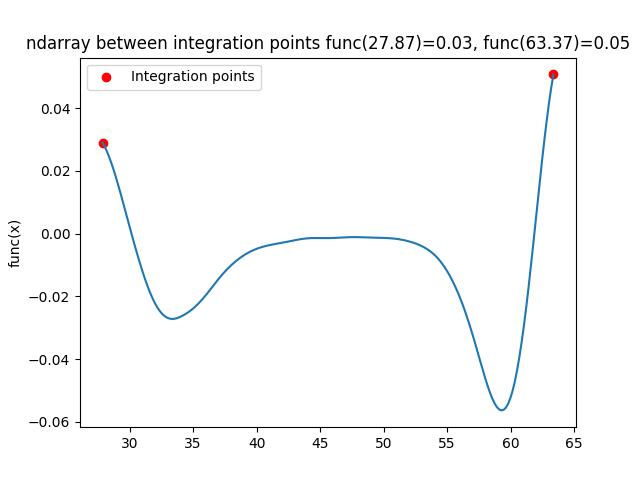 ndarray between integration points func(27.87)=0.03, func(63.37)=0.05
Integration points
func(x)
0.04
0.02
0.00
−0.02
−0.04
−0.06
30 35 40 45 50 55 60 65